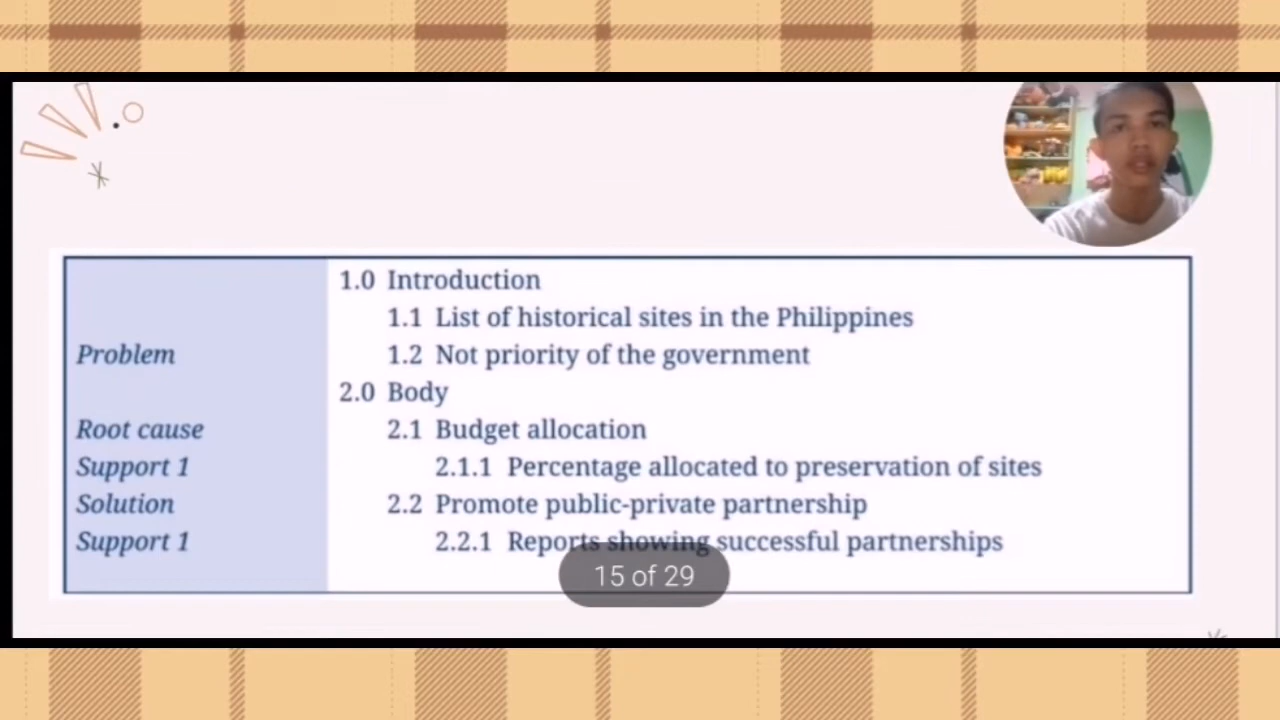 1.0 Introduction
1.1 List of historical sites in the Philippines
Problem 1.2 Not priority of the government
2.0 Body
Root cause 2.1 Budget allocation
Support 1 2.1.1 Percentage allocated to preservation of sites
Solution 2.2 Promote public-private partnership
Support 1 2.2.1 Reports showing successful partnerships
15 of 29